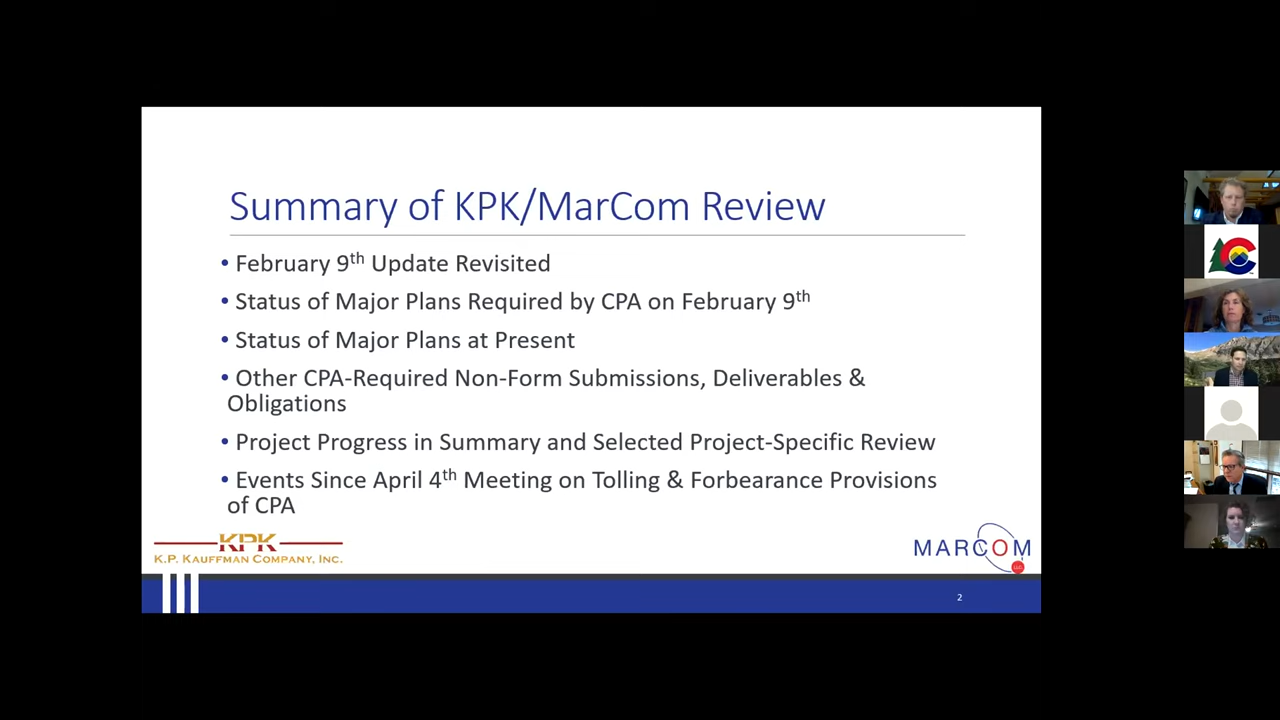 Summary of KPK/MarCom Review
• February 9th Update Revisited
• Status of Major Plans Required by CPA on February 9th
• Status of Major Plans at Present
• Other CPA-Required Non-Form Submissions, Deliverables &
Obligations
• Project Progress in Summary and Selected Project-Specific Review
• Events Since April 4th Meeting on Tolling & Forbearance Provisions
of CPA
KPK
K.P. KAUFFMAN COMPANY, INC.
MARCOM
LLC
2